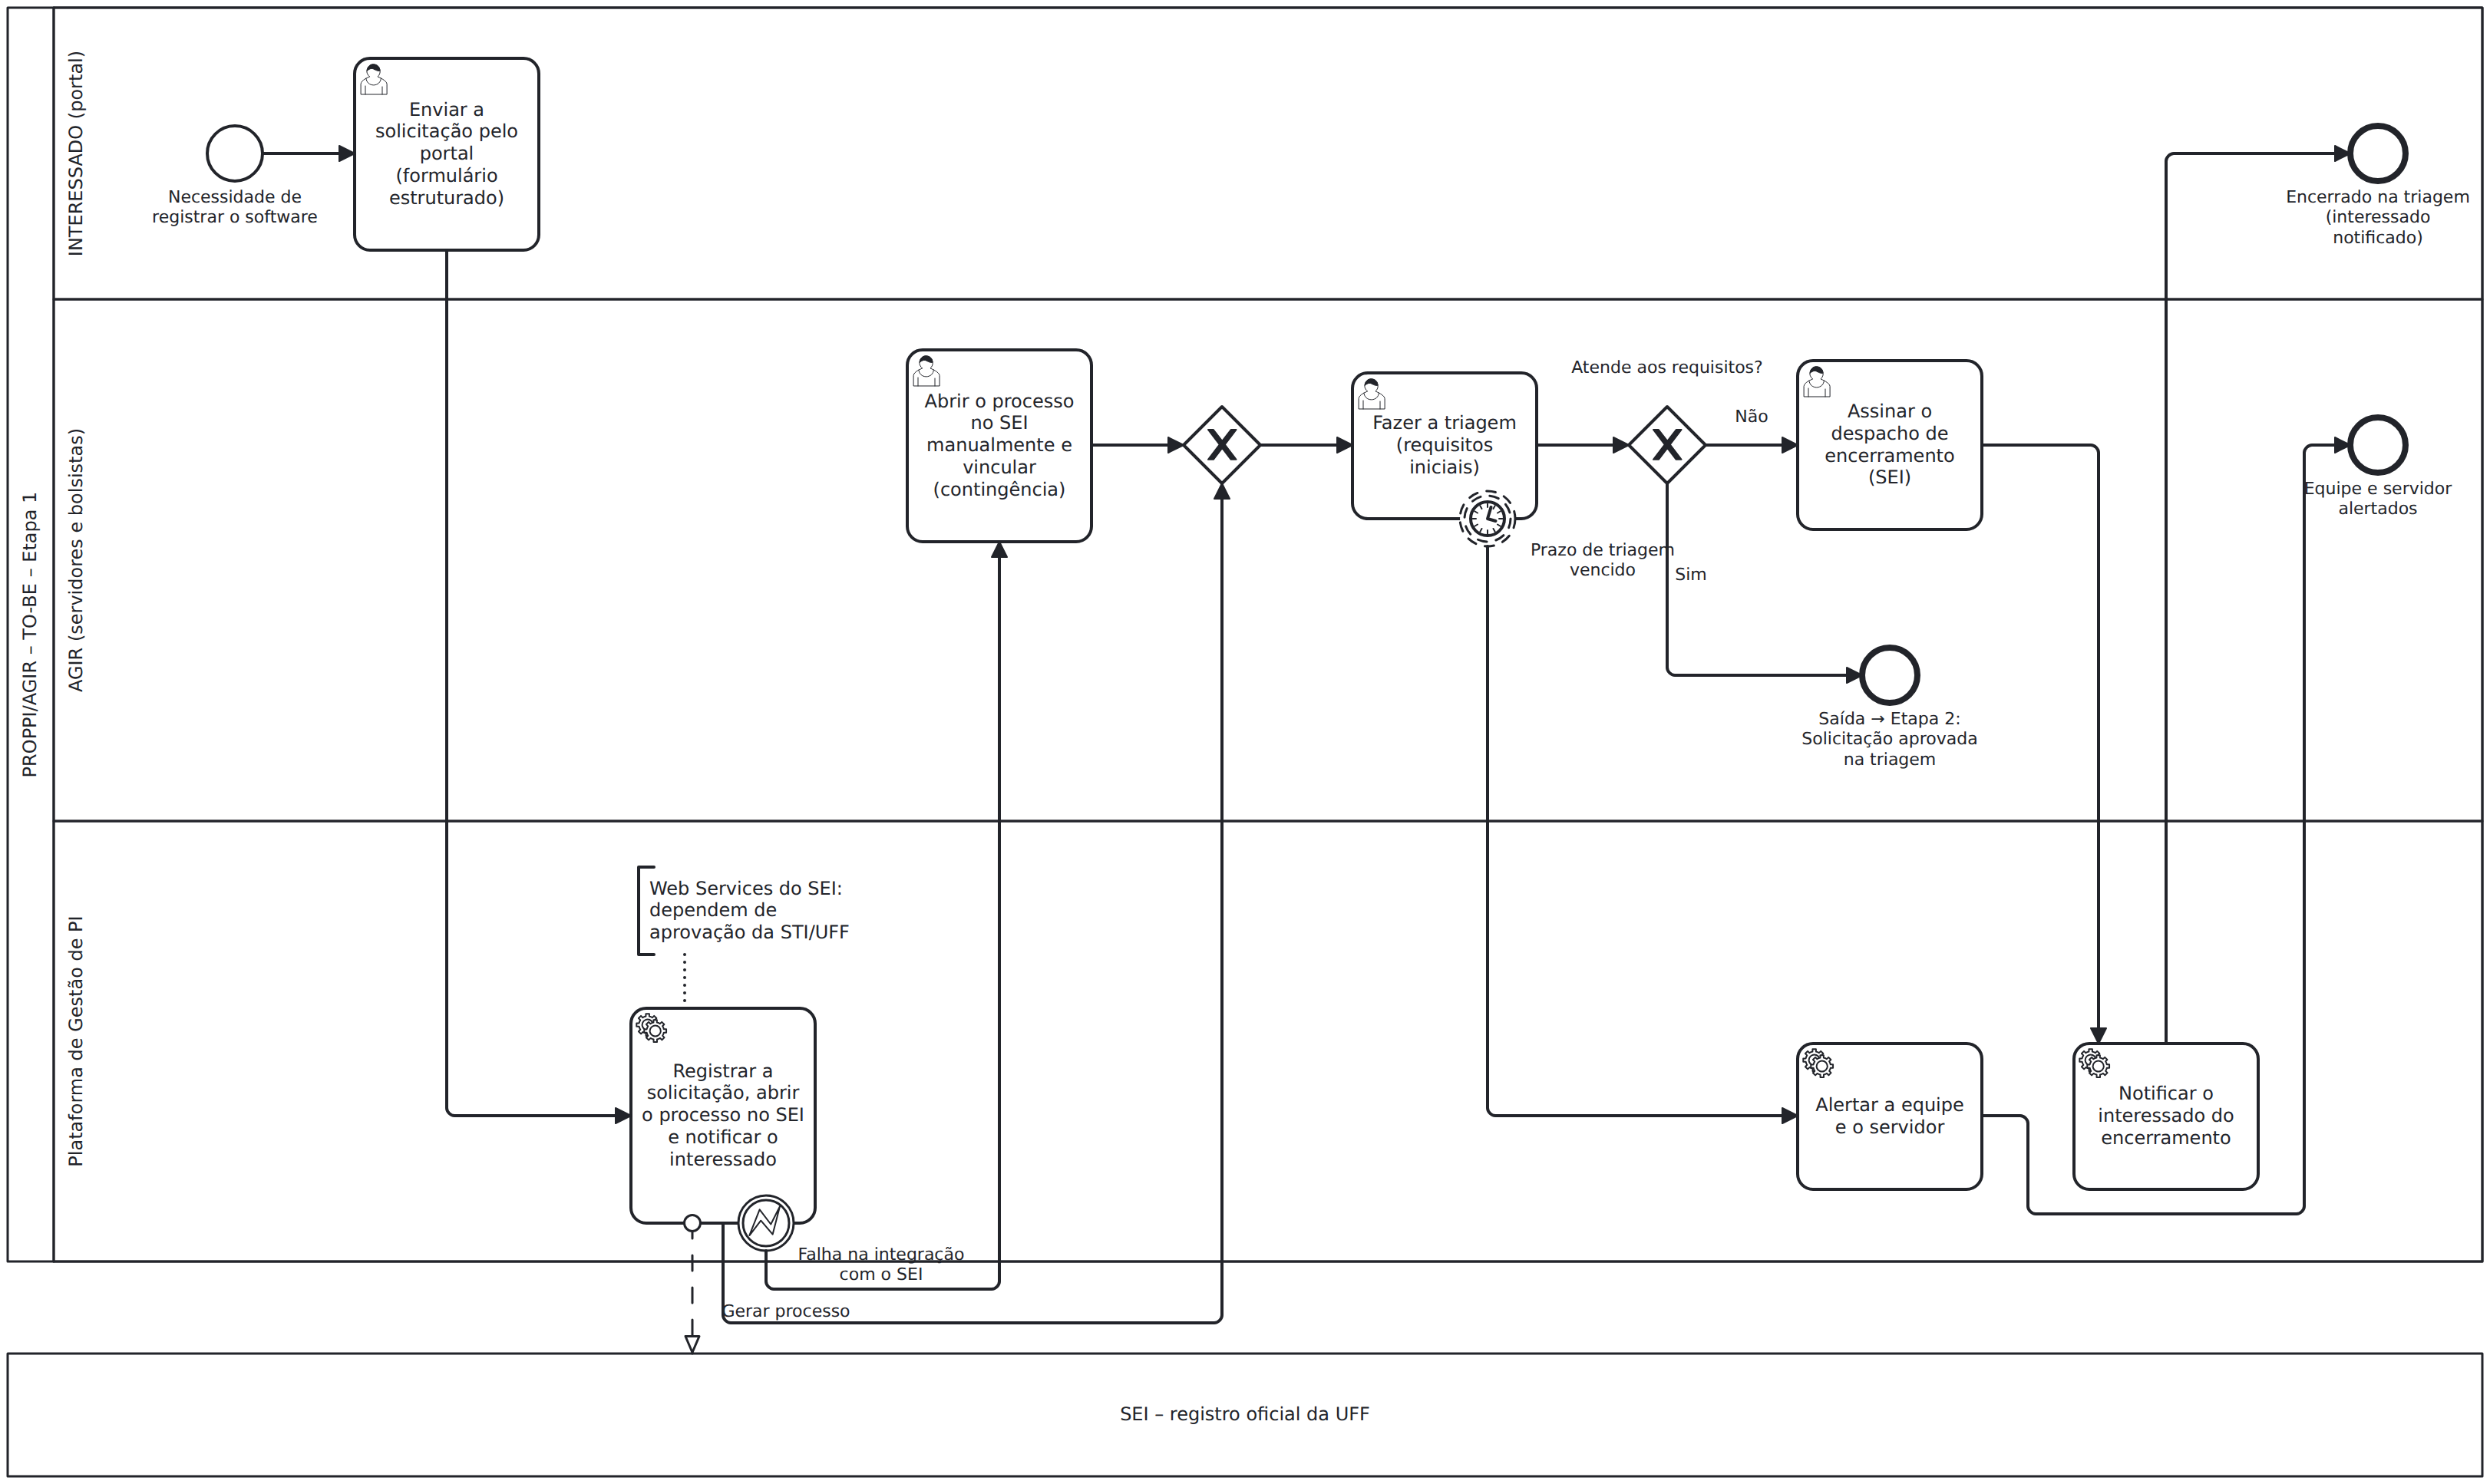 PROPPI/AGIR – TO-BE – Etapa 1
INTERESSADO (portal)
Necessidade de
registrar o software
Enviar a
solicitação pelo
portal
(formulário
estruturado)
Encerrado na triagem
(interessado
notificado)
AGIR (servidores e bolsistas)
Abrir o processo
no SEI
manualmente e
vincular
(contingência)
Fazer a triagem
(requisitos
iniciais)
Prazo de triagem
vencido
Atende aos requisitos?
Não
Sim
Assinar o
despacho de
encerramento
(SEI)
Equipe e servidor
alertados
Saída → Etapa 2:
Solicitação aprovada
na triagem
Plataforma de Gestão de PI
Web Services do SEI:
dependem de
aprovação da STI/UFF
Registrar a
solicitação, abrir
o processo no SEI
e notificar o
interessado
Falha na integração
com o SEI
Gerar processo
Alertar a equipe
e o servidor
Notificar o
interessado do
encerramento
SEI – registro oficial da UFF